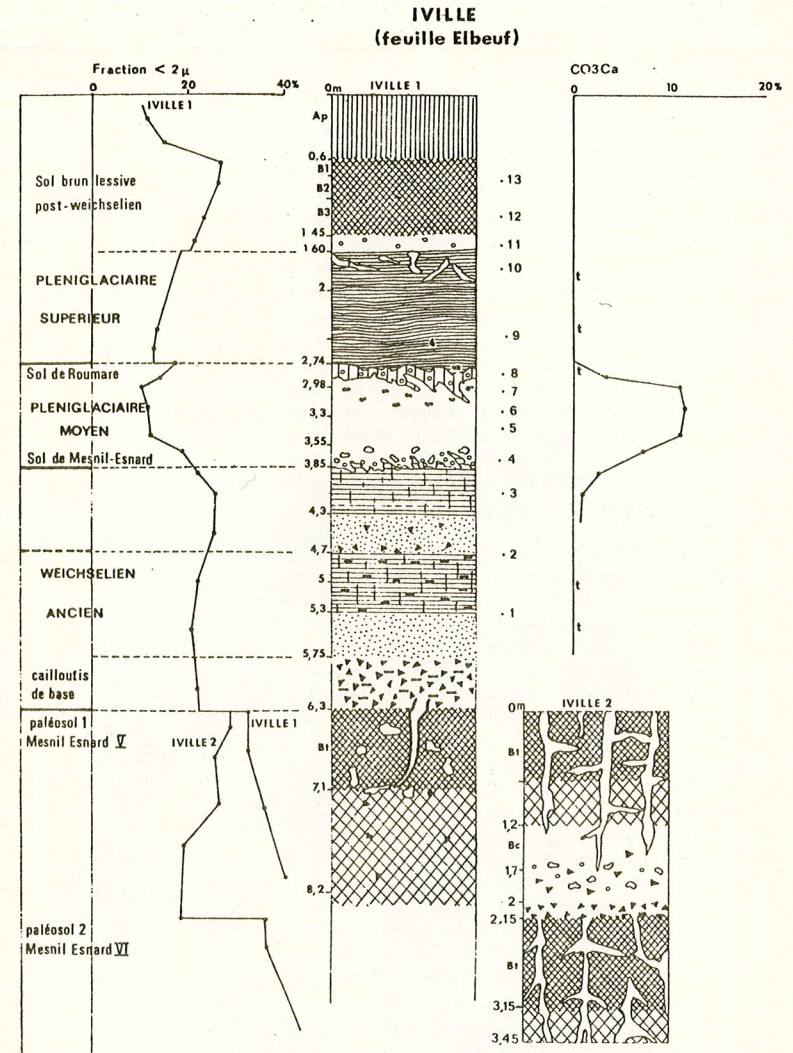 IVILLE
(feuille Elbeuf)
Fraction < 2 µ
0 20 40%
IVILLE 1
Sol brun lessive
post-weichselien
PLENIGLACIAIRE
SUPERIEUR
Sol de Roumare
PLENIGLACIAIRE
MOYEN
Sol de Mesnil-Esnard
WEICHSELIEN
ANCIEN
cailloutis
de base
paléosol 1
Mesnil Esnard V
IVILLE 2
IVILLE 1
paléosol 2
Mesnil Esnard VI
0m IVILLE 1
Ap
0.6
B1
B2
B3
1 45
1 60
2
2,74
2,98
3,3
3,55
3,85
4,3
4,7
5
5,3
5,75
6,3
Bt
7,1
8,2
. 13
. 12
. 11
. 10
. 9
. 8
. 7
. 6
. 5
. 4
. 3
. 2
. 1
CO3Ca
0 10 20%
t
t
t
t
t
0m IVILLE 2
Bt
1,2
Bc
1,7
2
2,15
Bt
3,15
3,45